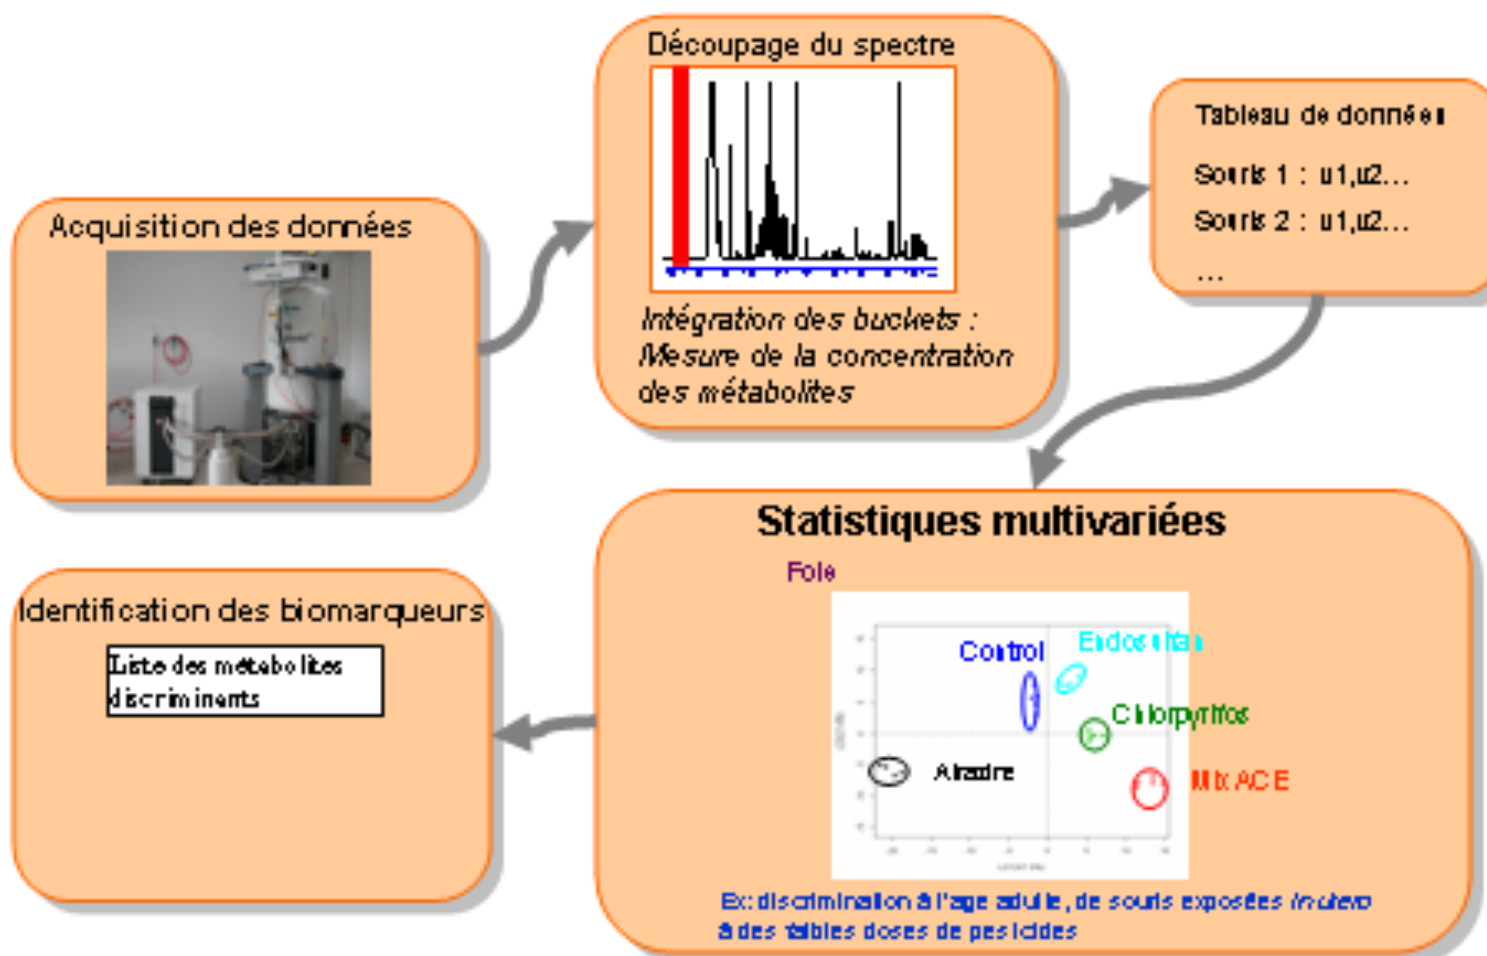 Acquisition des données
Découpage du spectre
Intégration des buckets :
Mesure de la concentration
des métabolites
Tableau de données
Souris 1 : u1,u2...
Souris 2 : u1,u2...
...
Statistiques multivariées
Foie
Control
Endosulfan
Chlorpyrifos
Atrazine
Mix ACE
Ex: discrimination à l'age adulte, de souris exposées in utero
à des faibles doses de pesicides
Identification des biomarqueurs
Liste des métabolites
discriminants